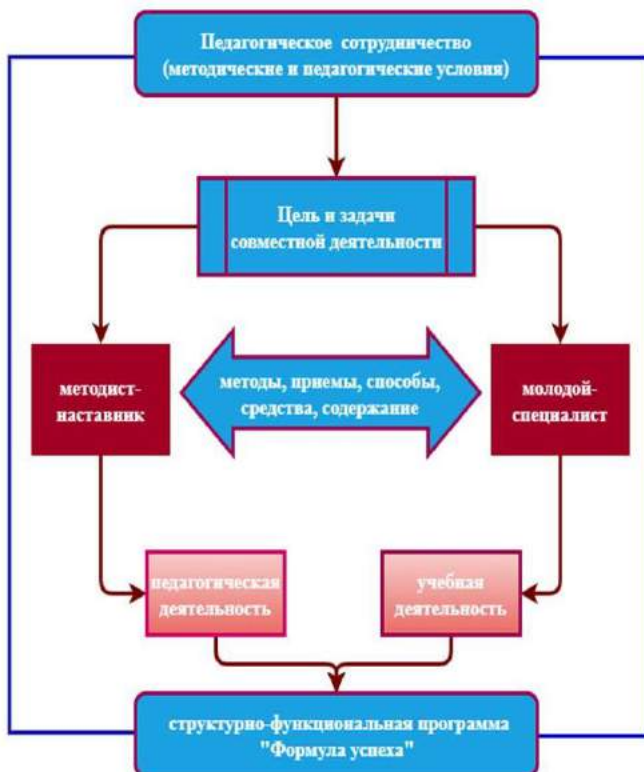 Педагогическое сотрудничество
(методические и педагогические условия)
Цель и задачи
совместной деятельности
методист-
наставник
методы, приемы, способы,
средства, содержание
молодой-
специалист
педагогическая
деятельность
учебная
деятельность
структурно-функциональная программа
"Формула успеха"